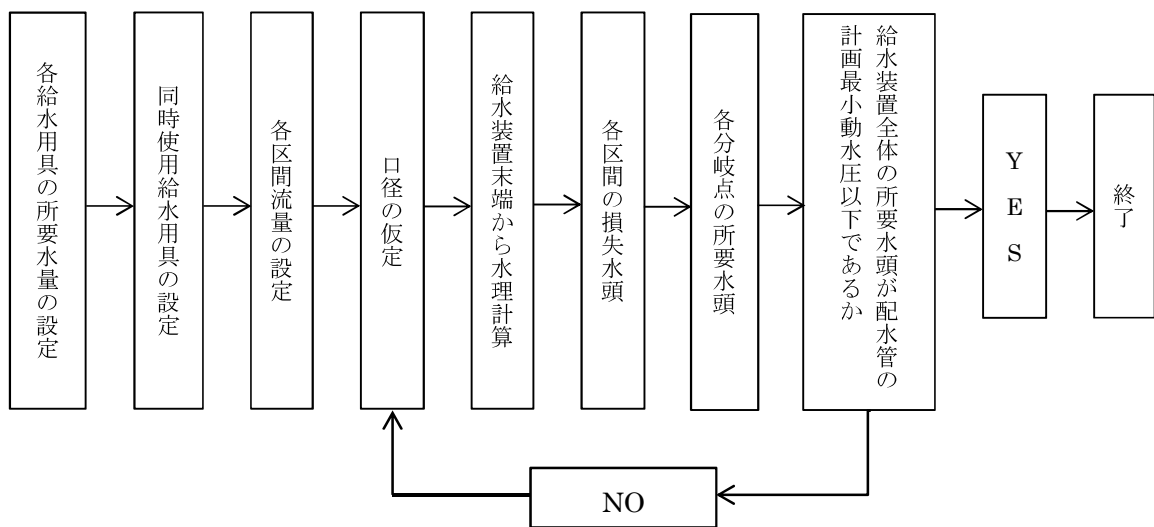 各給水用具の所要水量の設定
同時使用給水用具の設定
各区間流量の設定
口径の仮定
給水装置末端から水理計算
各区間の損失水頭
各分岐点の所要水頭
給水装置全体の所要水頭が配水管の
計画最小動水圧以下であるか
YES
終了
NO